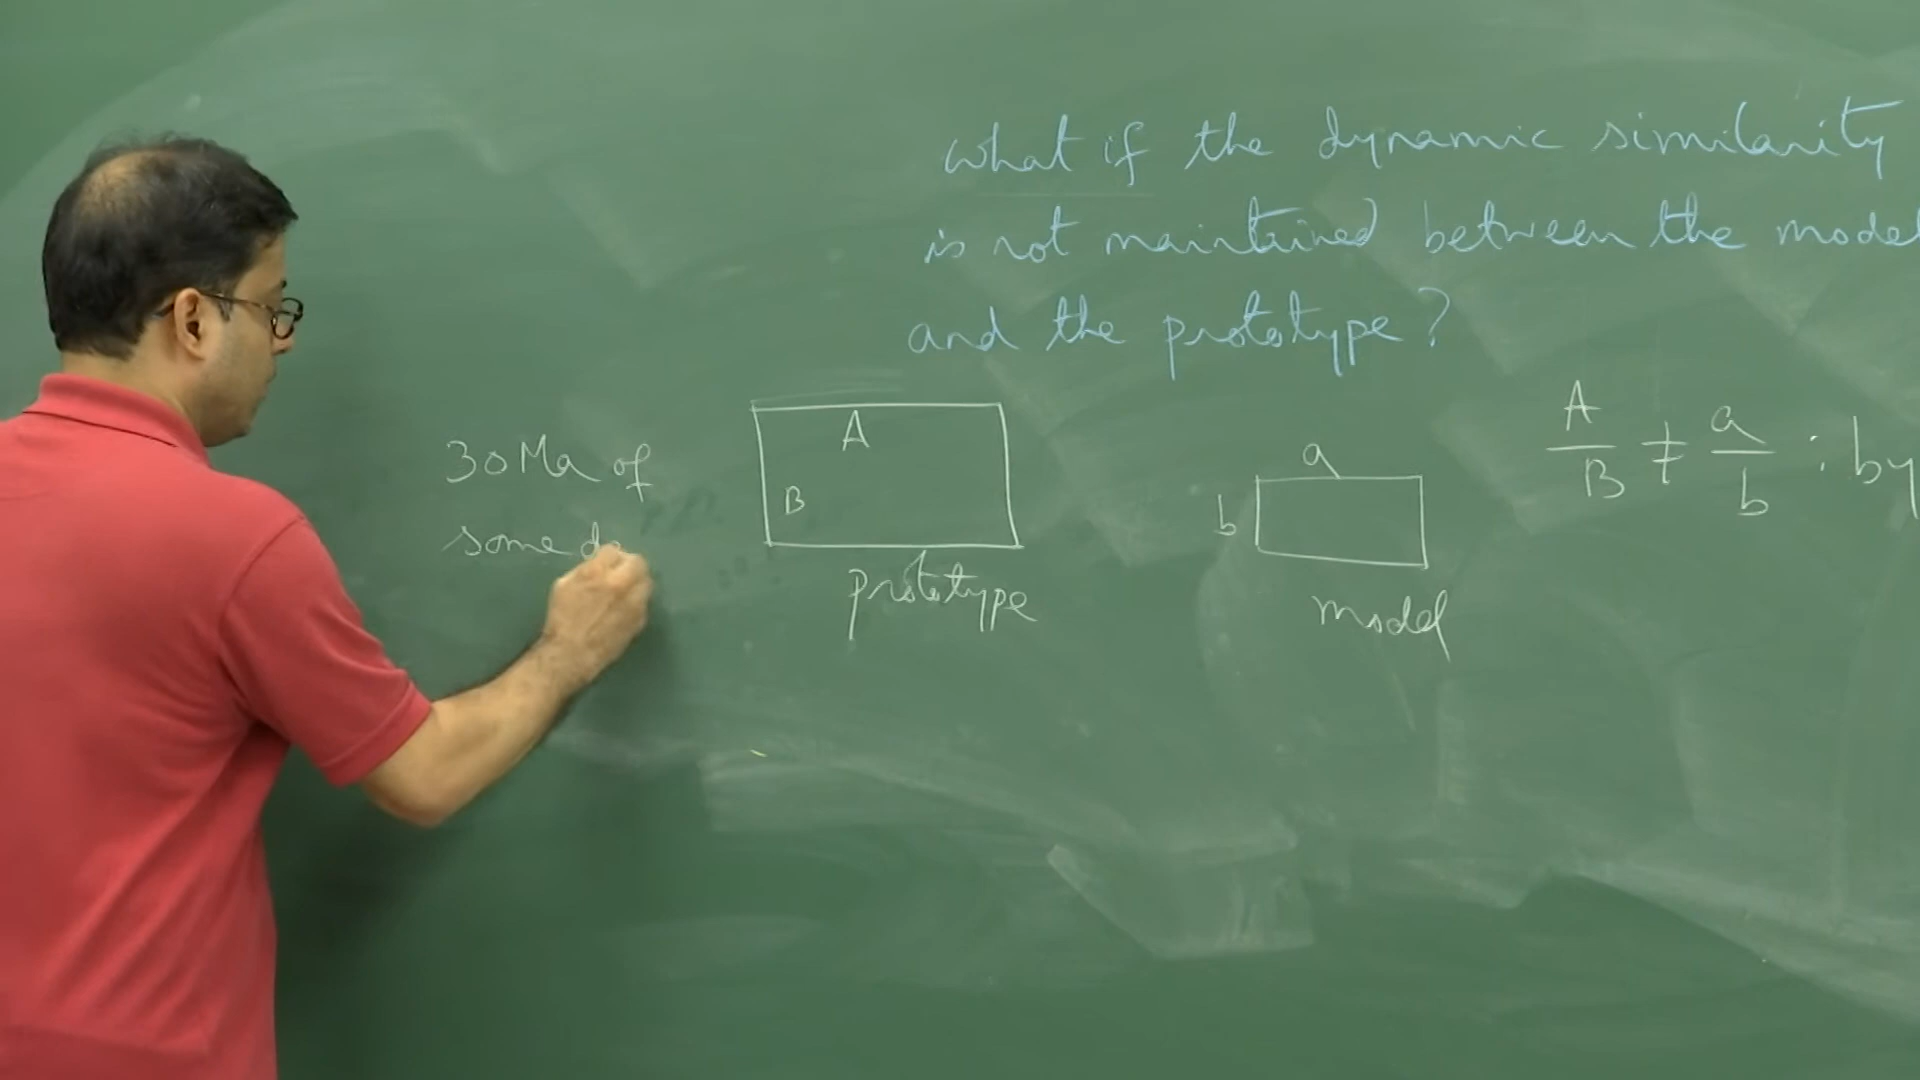 what if the dynamic similarity
is not maintained between the model
and the prototype?
30 Ma of
some
A
B
prototype
a
b
model
A/B ≠ a/b : by